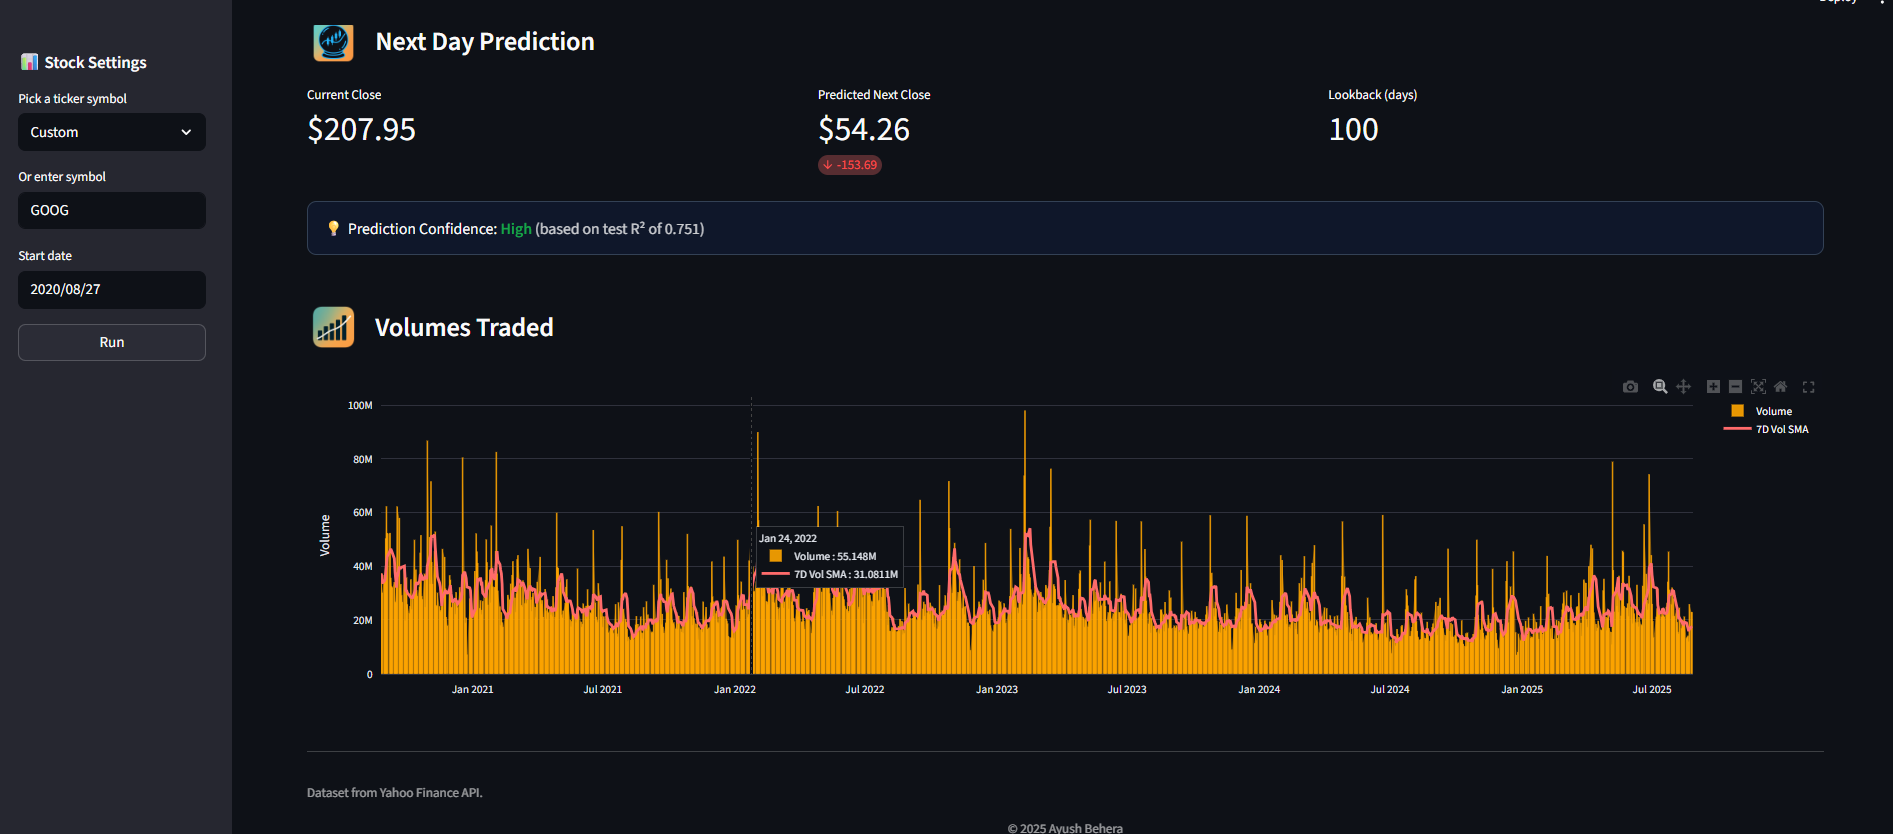 Deploy
Stock Settings
Pick a ticker symbol
Custom
Or enter symbol
GOOG
Start date
2020/08/27
Run
Next Day Prediction
Current Close
$207.95
Predicted Next Close
$54.26
↓ -153.69
Lookback (days)
100
Prediction Confidence: High (based on test R² of 0.751)
Volumes Traded
Volume
7D Vol SMA
100M
80M
60M
40M
20M
0
Volume
Jan 24, 2022
Volume : 55.148M
7D Vol SMA : 31.0811M
Jan 2021
Jul 2021
Jan 2022
Jul 2022
Jan 2023
Jul 2023
Jan 2024
Jul 2024
Jan 2025
Jul 2025
Dataset from Yahoo Finance API.
© 2025 Ayush Behera